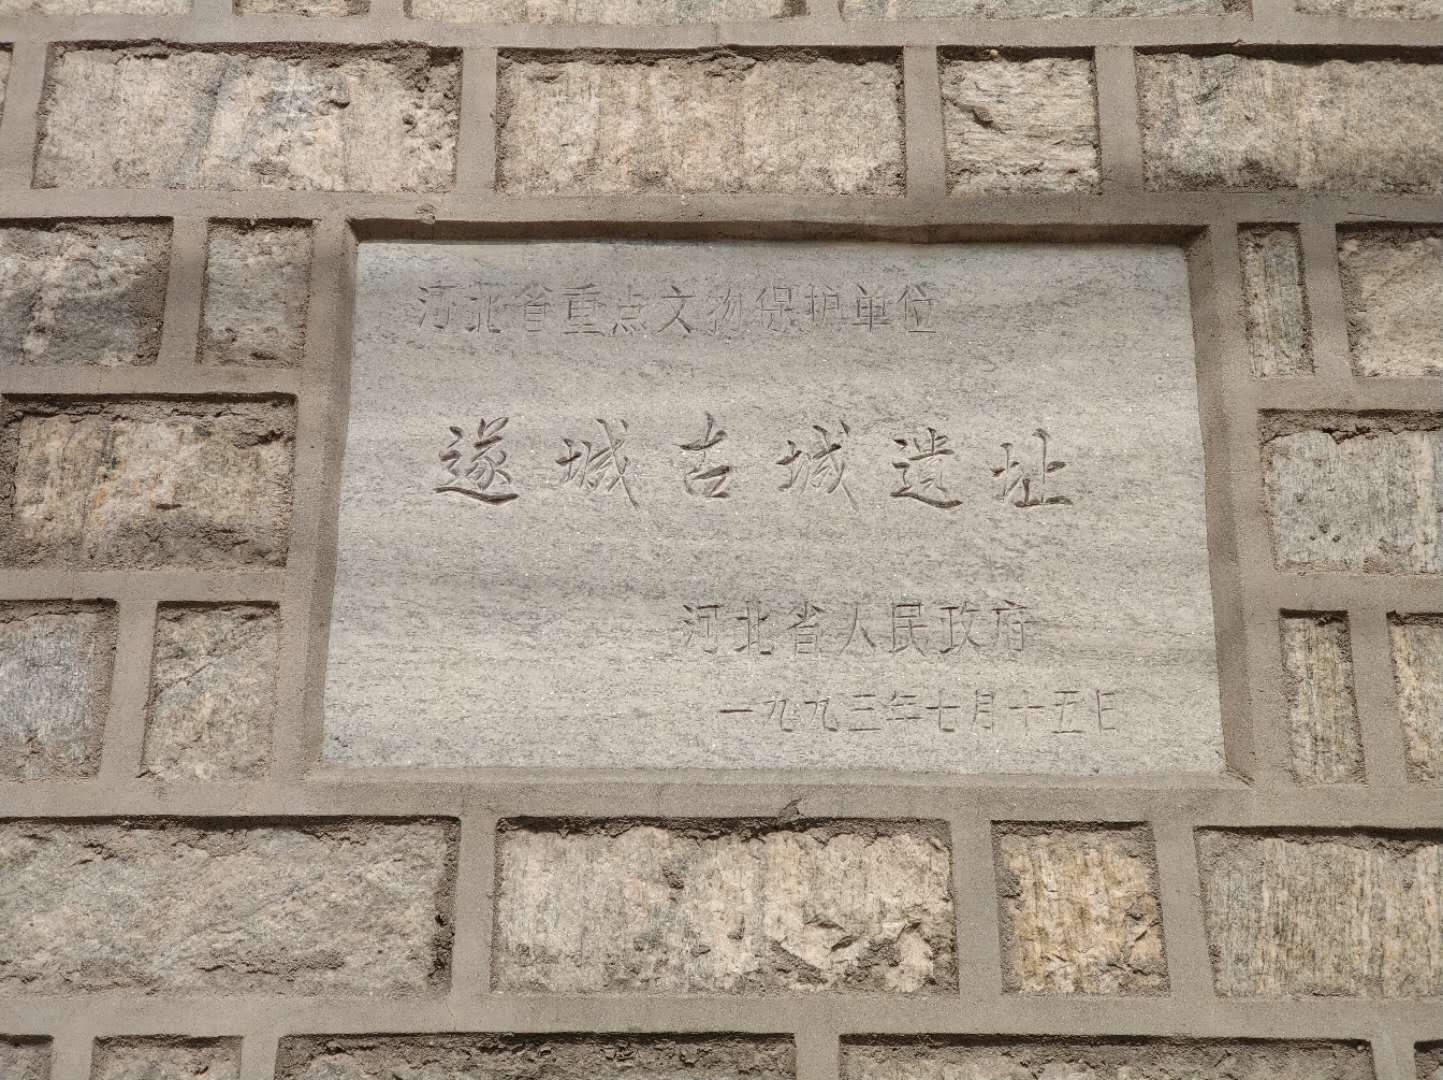 河北省重点文物保护单位
遂城古城遗址
河北省人民政府
一九九三年七月十五日